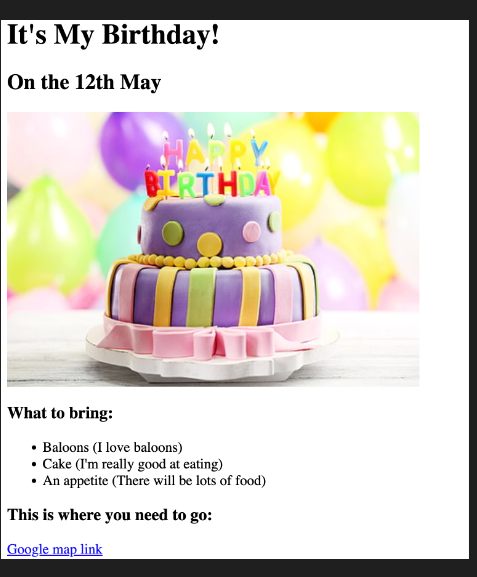 It's My Birthday!
On the 12th May
HAPPY
BIRTHDAY
What to bring:
Baloons (I love baloons)
Cake (I'm really good at eating)
An appetite (There will be lots of food)
This is where you need to go:
Google map link